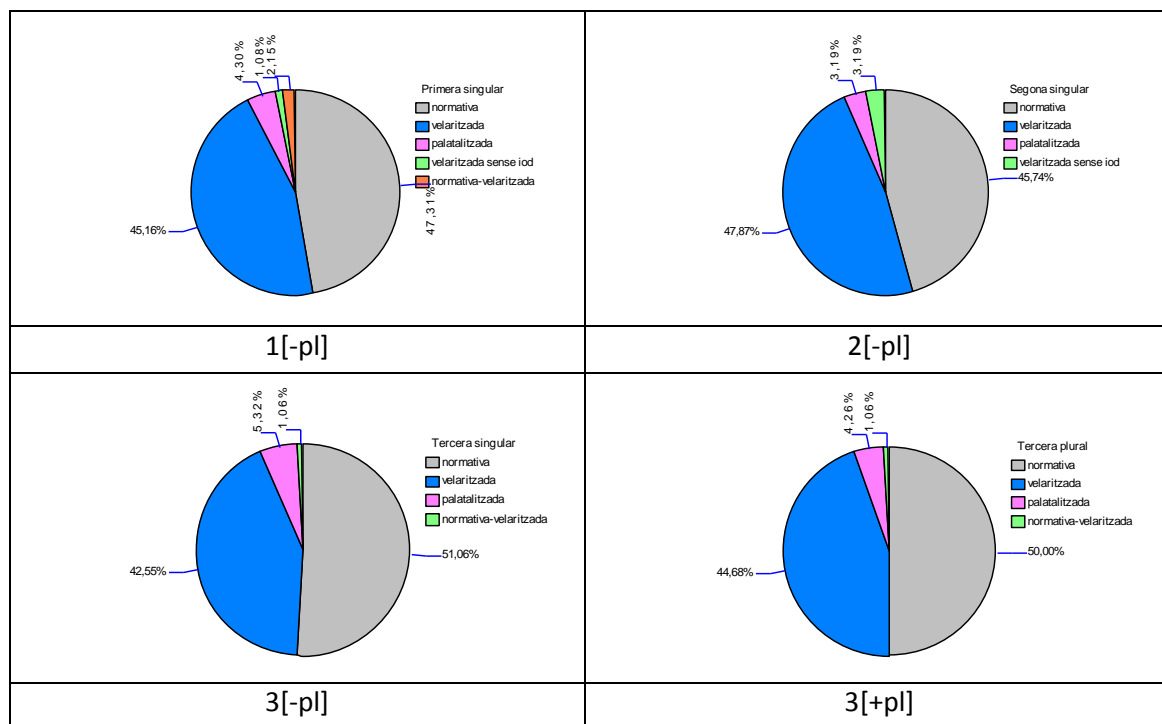 4,30%
1,08%
2,15%
Primera singular
normativa
velaritzada
palatalitzada
velaritzada sense iod
normativa-velaritzada
47,31%
45,16%
1[-pl]
3,19%
3,19%
Segona singular
normativa
velaritzada
palatalitzada
velaritzada sense iod
45,74%
47,87%
2[-pl]
5,32%
1,06%
Tercera singular
normativa
velaritzada
palatalitzada
normativa-velaritzada
51,06%
42,55%
3[-pl]
4,26%
1,06%
Tercera plural
normativa
velaritzada
palatalitzada
normativa-velaritzada
50,00%
44,68%
3[+pl]